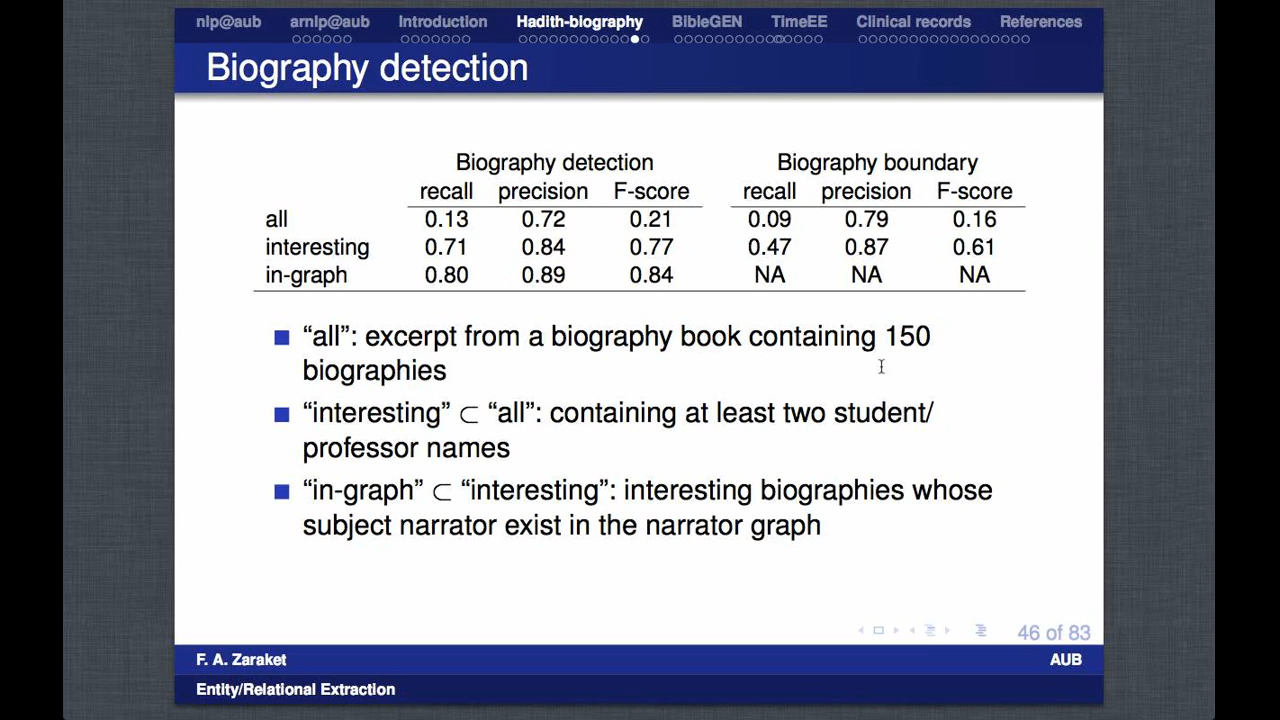 nlp@aub arnlp@aub Introduction Hadith-biography BibleGEN TimeEE Clinical records References
Biography detection
Biography detection Biography boundary
recall precision F-score recall precision F-score
all 0.13 0.72 0.21 0.09 0.79 0.16
interesting 0.71 0.84 0.77 0.47 0.87 0.61
in-graph 0.80 0.89 0.84 NA NA NA
“all”: excerpt from a biography book containing 150
biographies
“interesting” ⊂ “all”: containing at least two student/
professor names
“in-graph” ⊂ “interesting”: interesting biographies whose
subject narrator exist in the narrator graph
46 of 83
F. A. Zaraket AUB
Entity/Relational Extraction